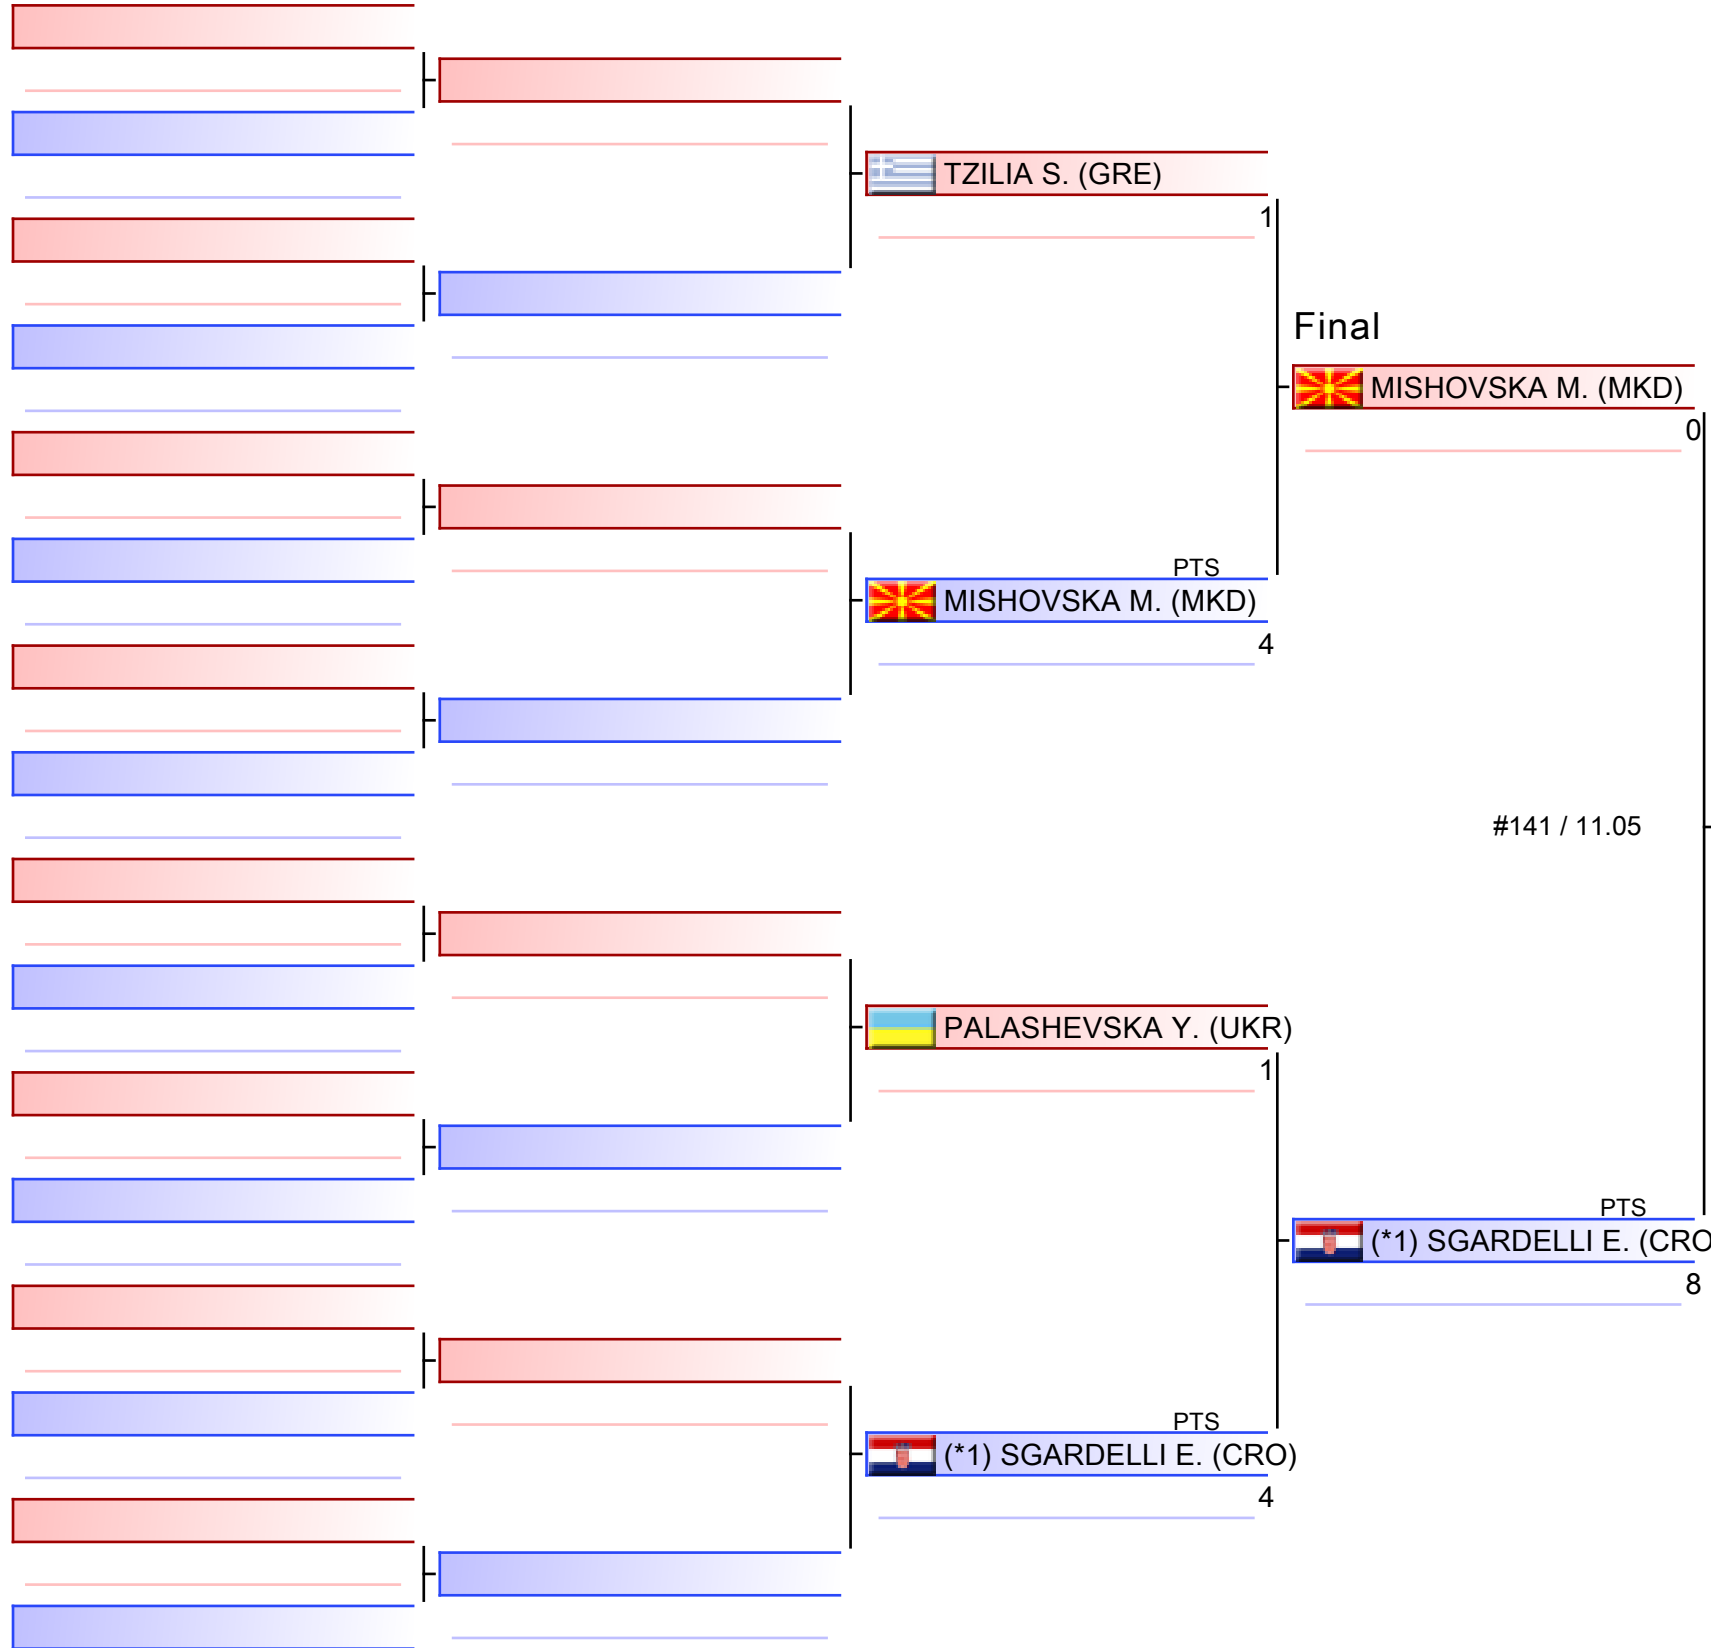 TZILIA S. (GRE)
1
Final
MISHOVSKA M. (MKD)
0
PTS
MISHOVSKA M. (MKD)
4
#141 / 11.05
PALASHEVSKA Y. (UKR)
1
PTS
(*1) SGARDELLI E. (CRO
8
PTS
(*1) SGARDELLI E. (CRO)
4